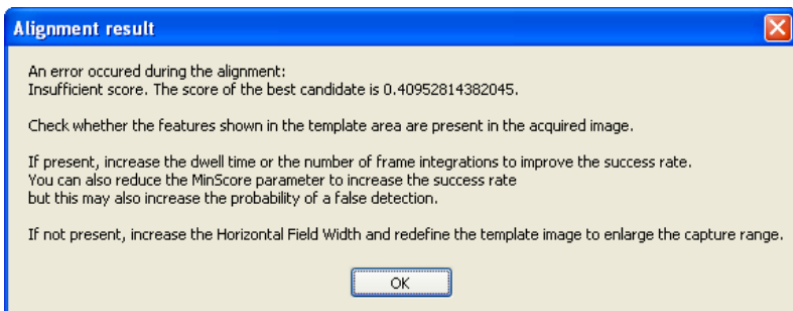 Alignment result
An error occured during the alignment:
Insufficient score. The score of the best candidate is 0.40952814382045.
Check whether the features shown in the template area are present in the acquired image.
If present, increase the dwell time or the number of frame integrations to improve the success rate.
You can also reduce the MinScore parameter to increase the success rate
but this may also increase the probability of a false detection.
If not present, increase the Horizontal Field Width and redefine the template image to enlarge the capture range.
OK